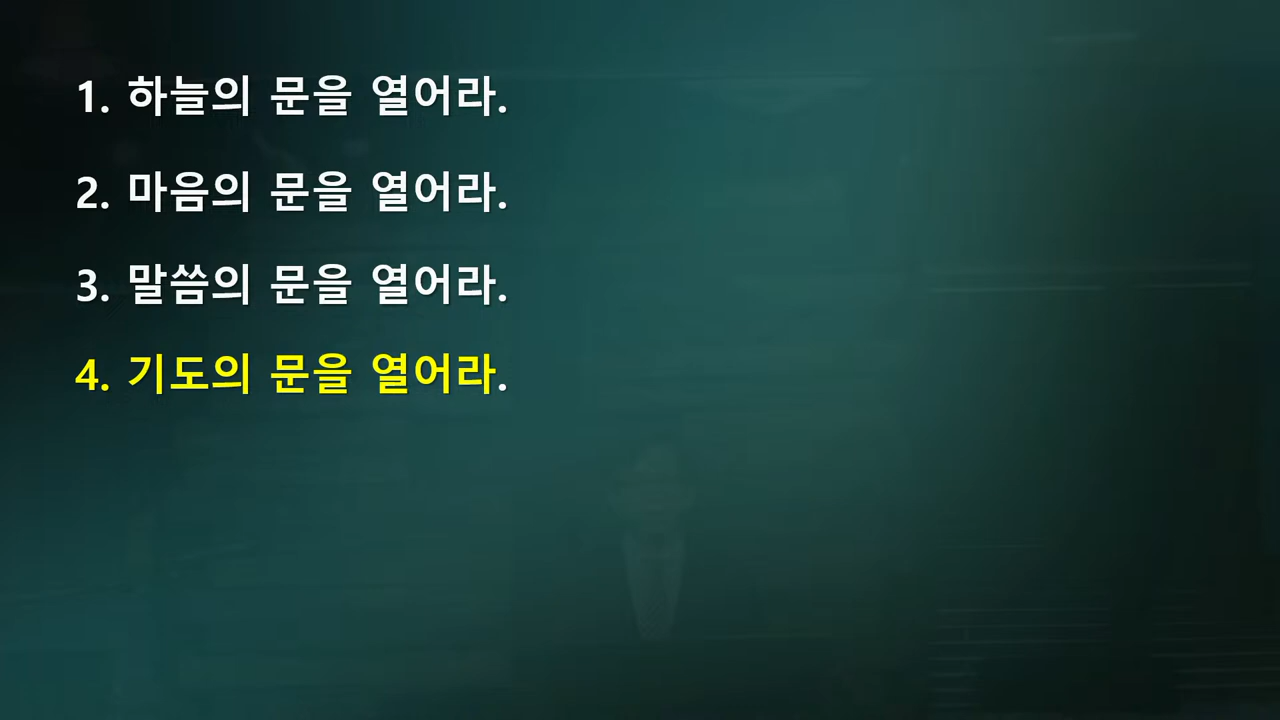 1. 하늘의 문을 열어라.
2. 마음의 문을 열어라.
3. 말씀의 문을 열어라.
4. 기도의 문을 열어라.